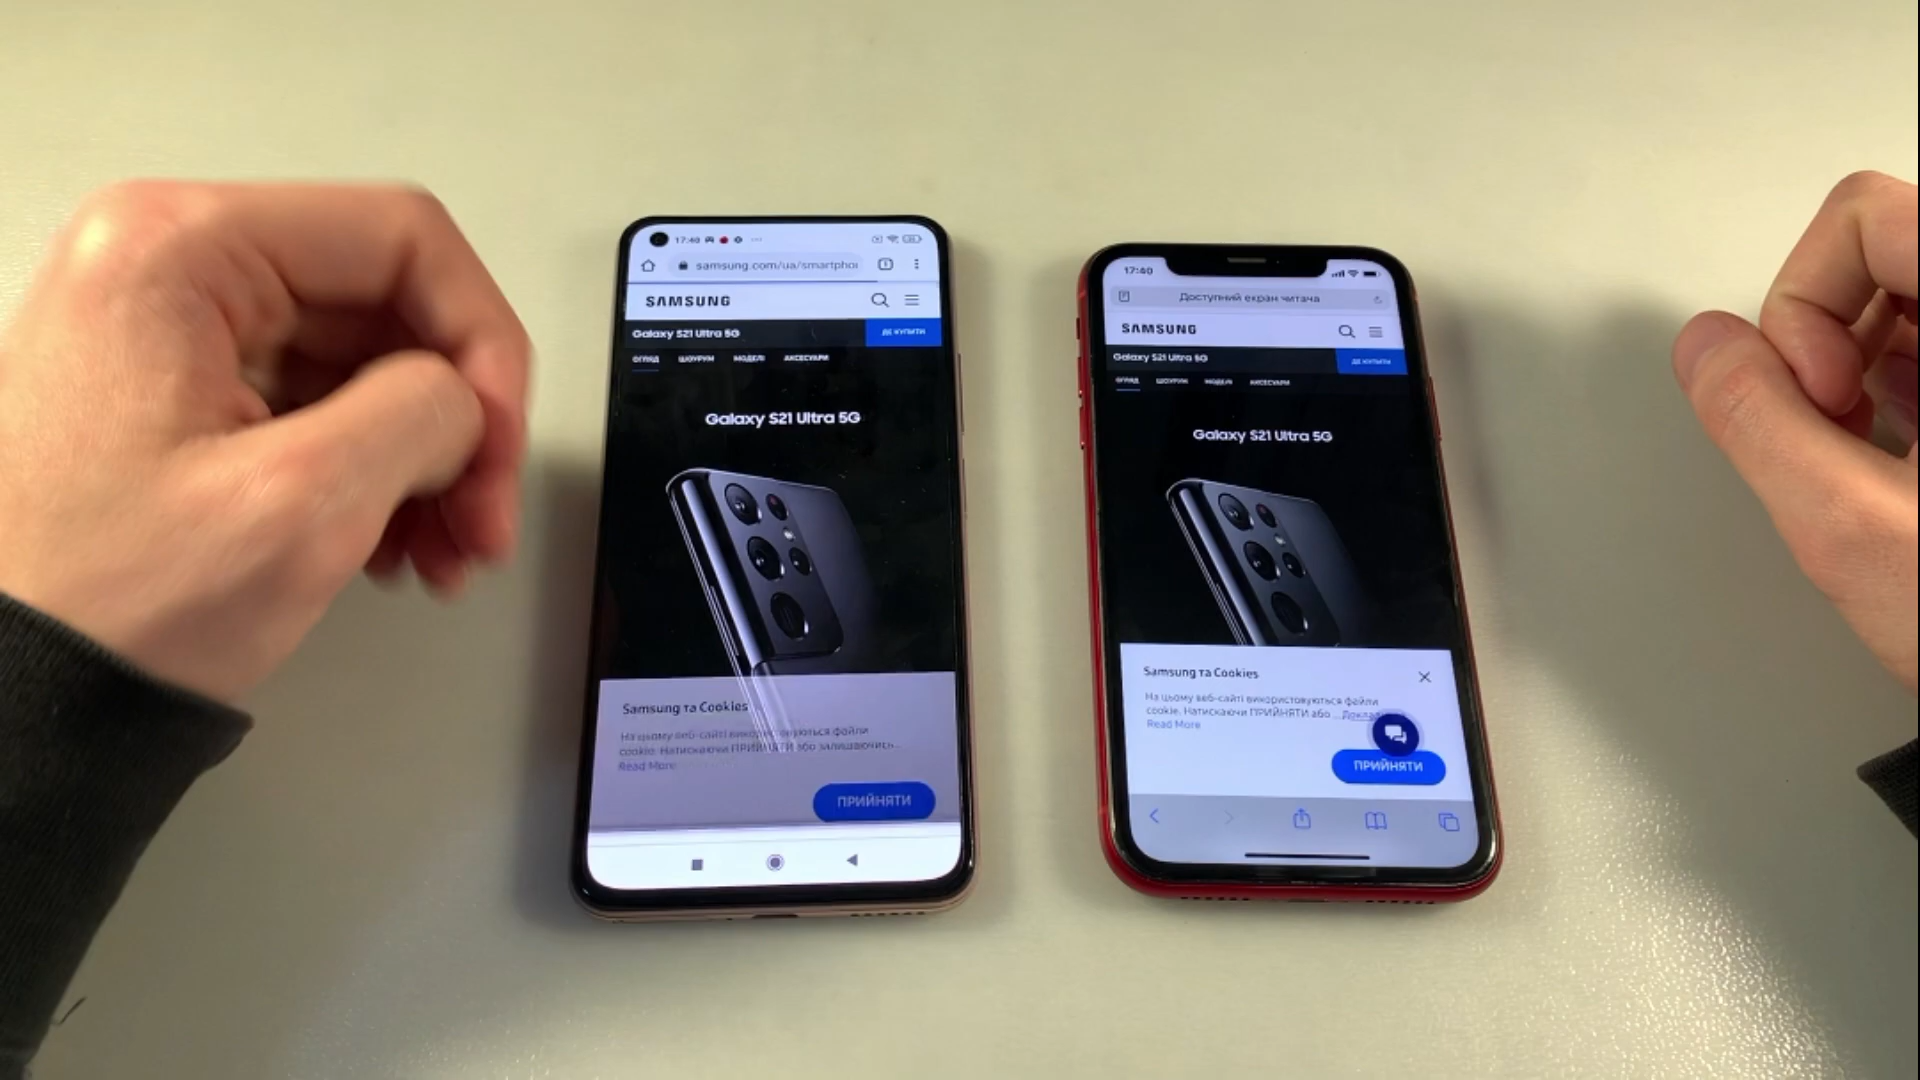 17:40
samsung.com/ua/smartpho
SAMSUNG
Galaxy S21 Ultra 5G
ДЕ КУПИТИ
ОГЛЯД ШОУРУМ МОДЕЛІ АКСЕСУАРИ
Galaxy S21 Ultra 5G
Samsung та Cookies
На цьому веб-сайті використовуються файли
cookie. Натискаючи ПРИЙНЯТИ або залишаючись...
Read More
ПРИЙНЯТИ
17:40
Доступний екран читача
SAMSUNG
Galaxy S21 Ultra 5G
ДЕ КУПИТИ
ОГЛЯД ШОУРУМ МОДЕЛІ АКСЕСУАРИ
Galaxy S21 Ultra 5G
Samsung та Cookies
На цьому веб-сайті використовуються файли
cookie. Натискаючи ПРИЙНЯТИ або ...Доклад
Read More
ПРИЙНЯТИ